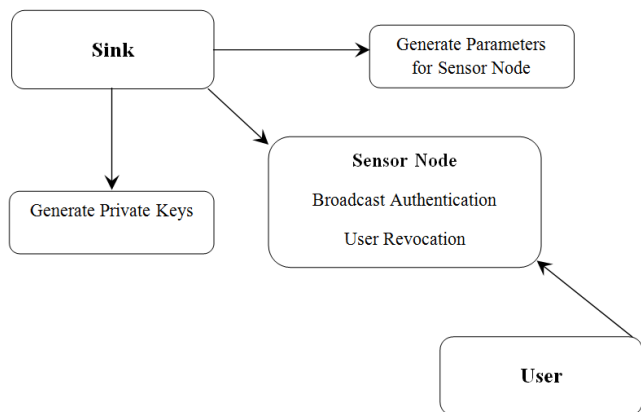 Sink
Generate Parameters
for Sensor Node
Sensor Node
Broadcast Authentication
User Revocation
Generate Private Keys
User